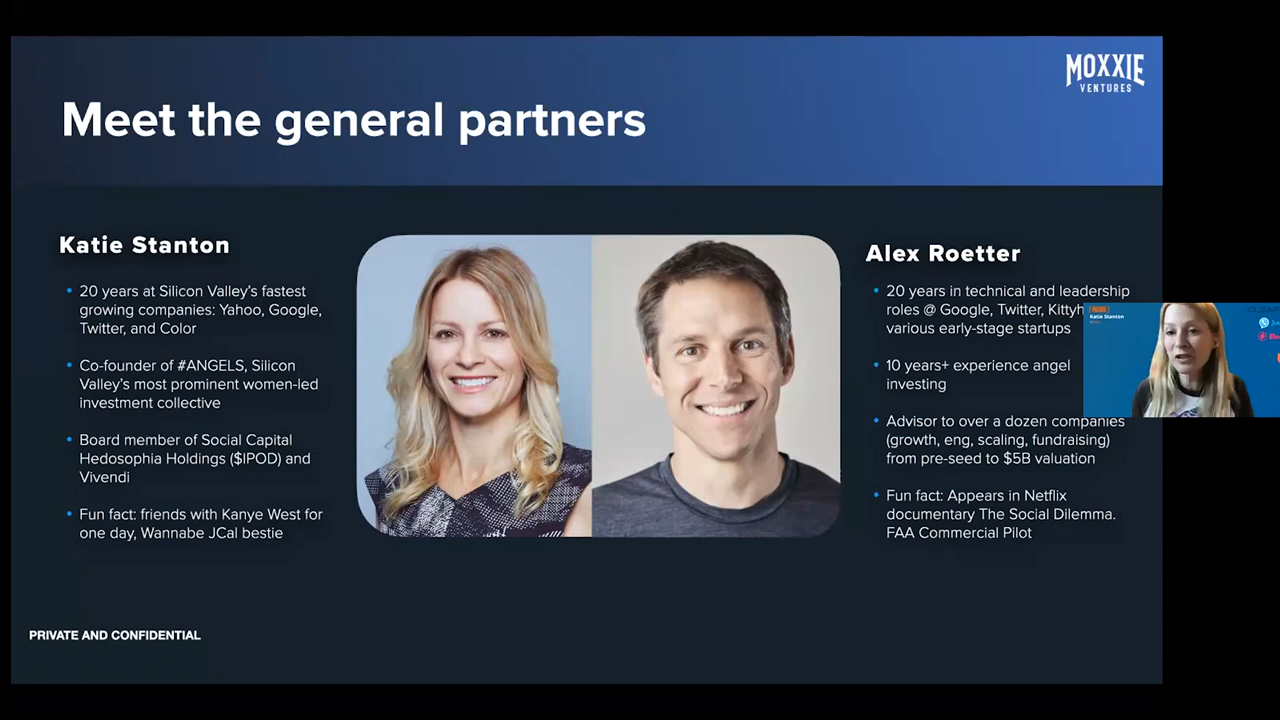 MOXXIE
VENTURES
Meet the general partners
Katie Stanton
• 20 years at Silicon Valley's fastest
growing companies: Yahoo, Google,
Twitter, and Color
• Co-founder of #ANGELS, Silicon
Valley's most prominent women-led
investment collective
• Board member of Social Capital
Hedosophia Holdings ($IPOD) and
Vivendi
• Fun fact: friends with Kanye West for
one day, Wannabe JCal bestie
Alex Roetter
• 20 years in technical and leadership
roles @ Google, Twitter, Kittyh
various early-stage startups
• 10 years+ experience angel
investing
• Advisor to over a dozen companies
(growth, eng, scaling, fundraising)
from pre-seed to $5B valuation
• Fun fact: Appears in Netflix
documentary The Social Dilemma.
FAA Commercial Pilot
Katie Stanton
PRIVATE AND CONFIDENTIAL